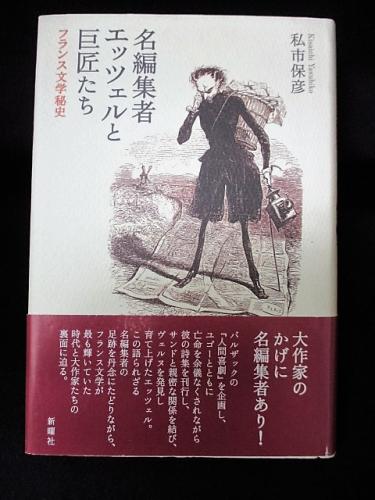 名編集者
エッツェルと
巨匠たち
フランス文学秘史
Kisaichi Yasuhiko
私市保彦
大作家の
かげに
名編集者あり!
バルザックの
『人間喜劇』を企画し、
ユゴーとともに
亡命を余儀なくされながら
彼の詩集を刊行し、
サンドと親密な関係を結び、
ヴェルヌを発見し
育て上げたエッツェル。
この語られざる
名編集者の
足跡を丹念にたどりながら、
フランス文学が
最も輝いていた
時代と大作家たちの
裏面に迫る。
新曜社